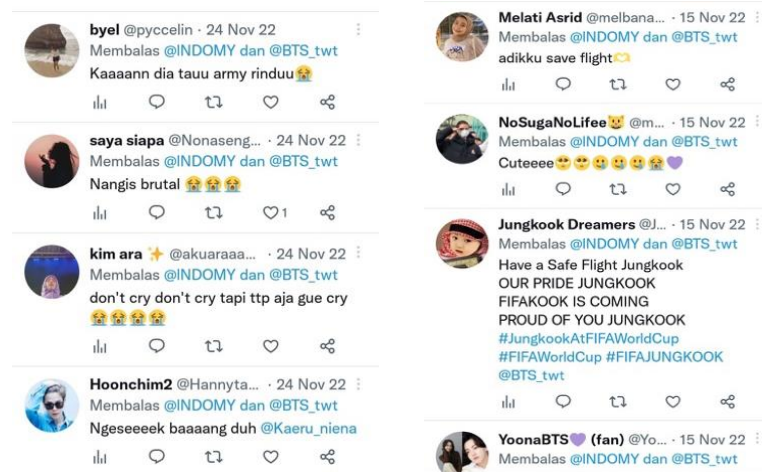 byel @pyccelin · 24 Nov 22
Membalas @INDOMY dan @BTS_twt
Kaaaann dia tauu army rinduu😭
saya siapa @Nonaseng... · 24 Nov 22
Membalas @INDOMY dan @BTS_twt
Nangis brutal 😭😭😭
1
kim ara ✨ @akuaraaa... · 24 Nov 22
Membalas @INDOMY dan @BTS_twt
don't cry don't cry tapi ttp aja gue cry
😭😭😭😭
Hoonchim2 @Hannyta... · 24 Nov 22
Membalas @INDOMY dan @BTS_twt
Ngeseeeek baaaang duh @Kaeru_niena
Melati Asrid @melbana... · 15 Nov 22
Membalas @INDOMY dan @BTS_twt
adikku save flight🫶
NoSugaNoLifee😺 @m... · 15 Nov 22
Membalas @INDOMY dan @BTS_twt
Cuteeee🥺🥺🥲🥲🥲😭💜
Jungkook Dreamers @J... · 15 Nov 22
Membalas @INDOMY dan @BTS_twt
Have a Safe Flight Jungkook
OUR PRIDE JUNGKOOK
FIFAKOOK IS COMING
PROUD OF YOU JUNGKOOK
#JungkookAtFIFAWorldCup
#FIFAWorldCup #FIFAJUNGKOOK
@BTS_twt
YoonaBTS💜 (fan) @Yo... · 15 Nov 22
Membalas @INDOMY dan @BTS_twt